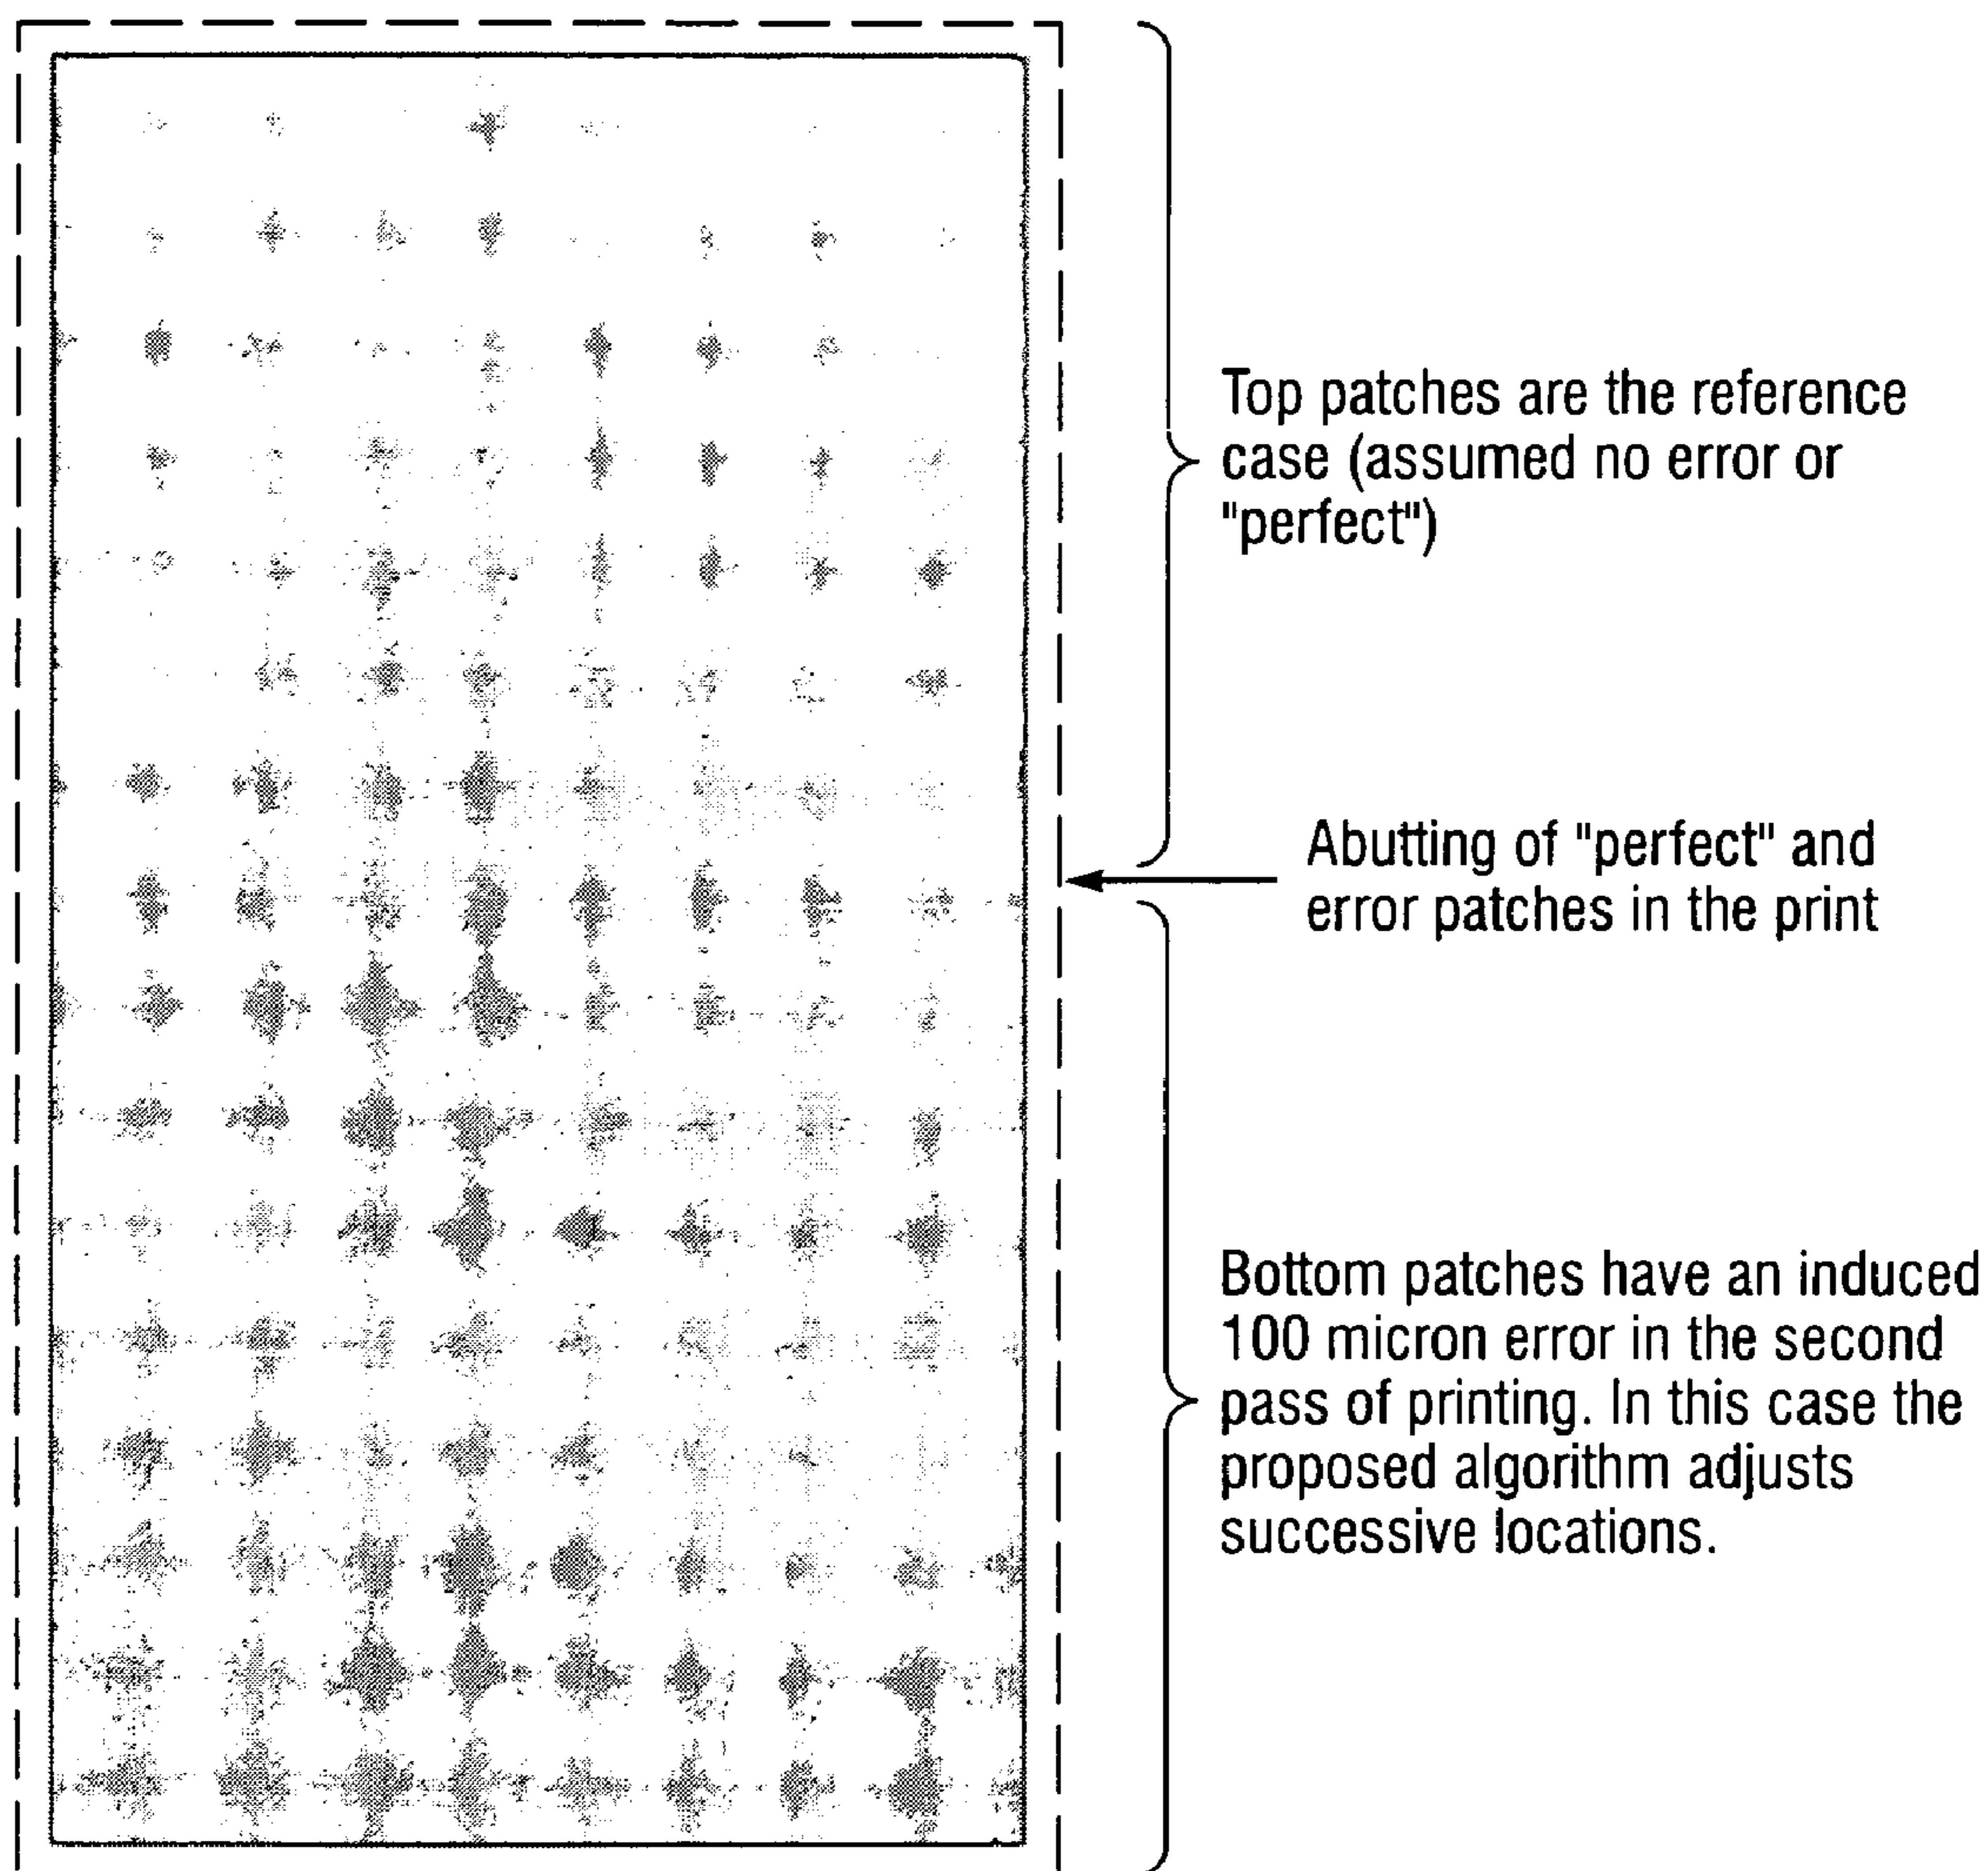 Top patches are the reference
case (assumed no error or
"perfect")
Abutting of "perfect" and
error patches in the print
Bottom patches have an induced
100 micron error in the second
pass of printing. In this case the
proposed algorithm adjusts
successive locations.